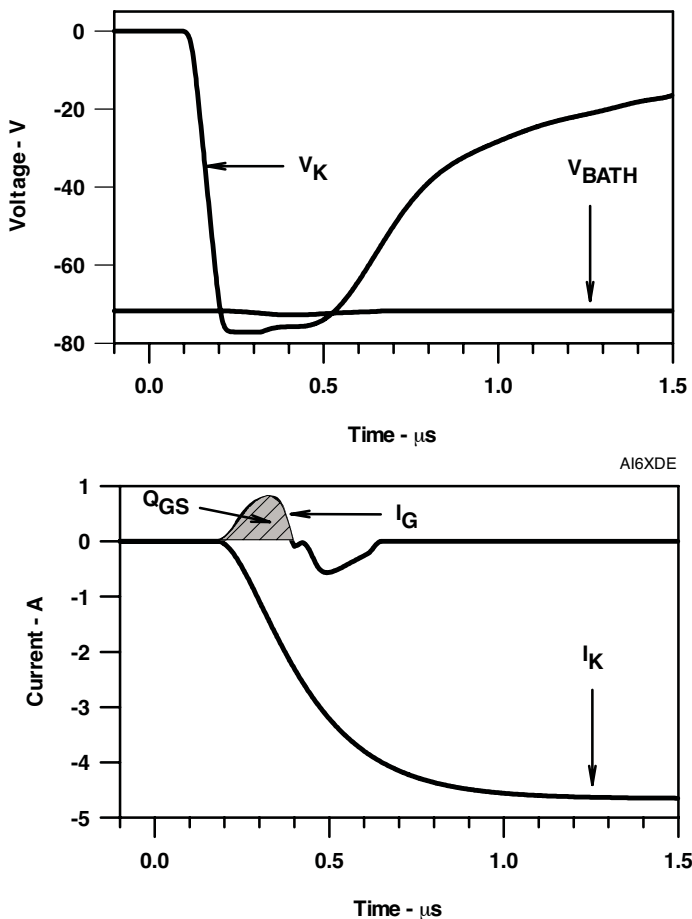 0
-20
-40
-60
-80
Voltage - V
V_K
V_BATH
0.0 0.5 1.0 1.5
Time - μs
AI6XDE
1
0
-1
-2
-3
-4
-5
Current - A
Q_GS
I_G
I_K
0.0 0.5 1.0 1.5
Time - μs